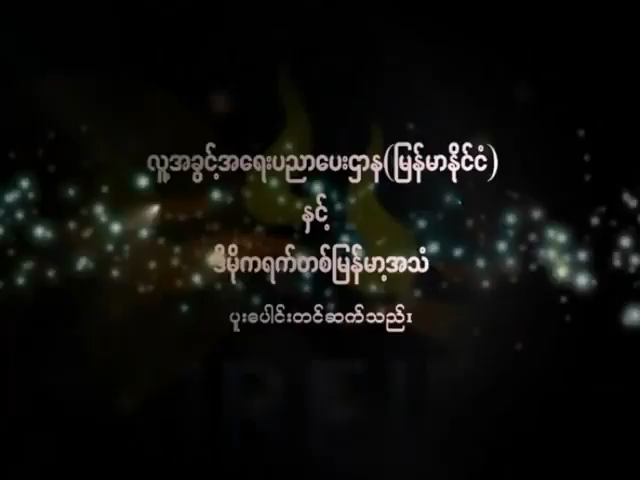 လူ့အခွင့်အရေးပညာပေးဌာန(မြန်မာနိုင်ငံ)
နှင့်
ဒီမိုကရက်တစ်မြန်မာ့အသံ
ပူးပေါင်းတင်ဆက်သည်။